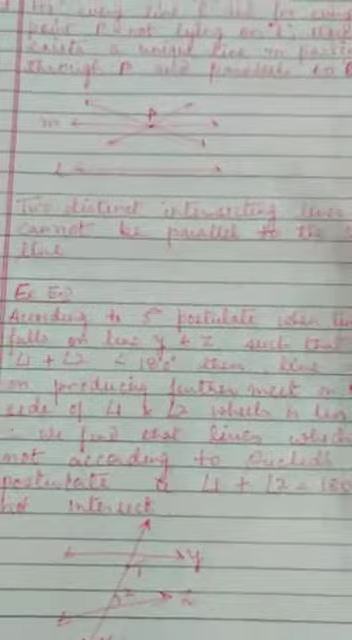 for every line l and for every
point P not lying on l, there
exists a unique line m passing
through P and parallel to l
P
m
l
Two distinct intersecting lines
cannot be parallel to the s
line
Ex 5.2
According to 5 postulate when line
falls on line y & z such that
∠1 + ∠2 < 180° then, line
on producing further meet on
side of ∠1 & ∠2 which is les
∴ we find that lines which
not according to Euclid's
postulate ∠1 + ∠2 = 180
not intersect
y
1
2
z